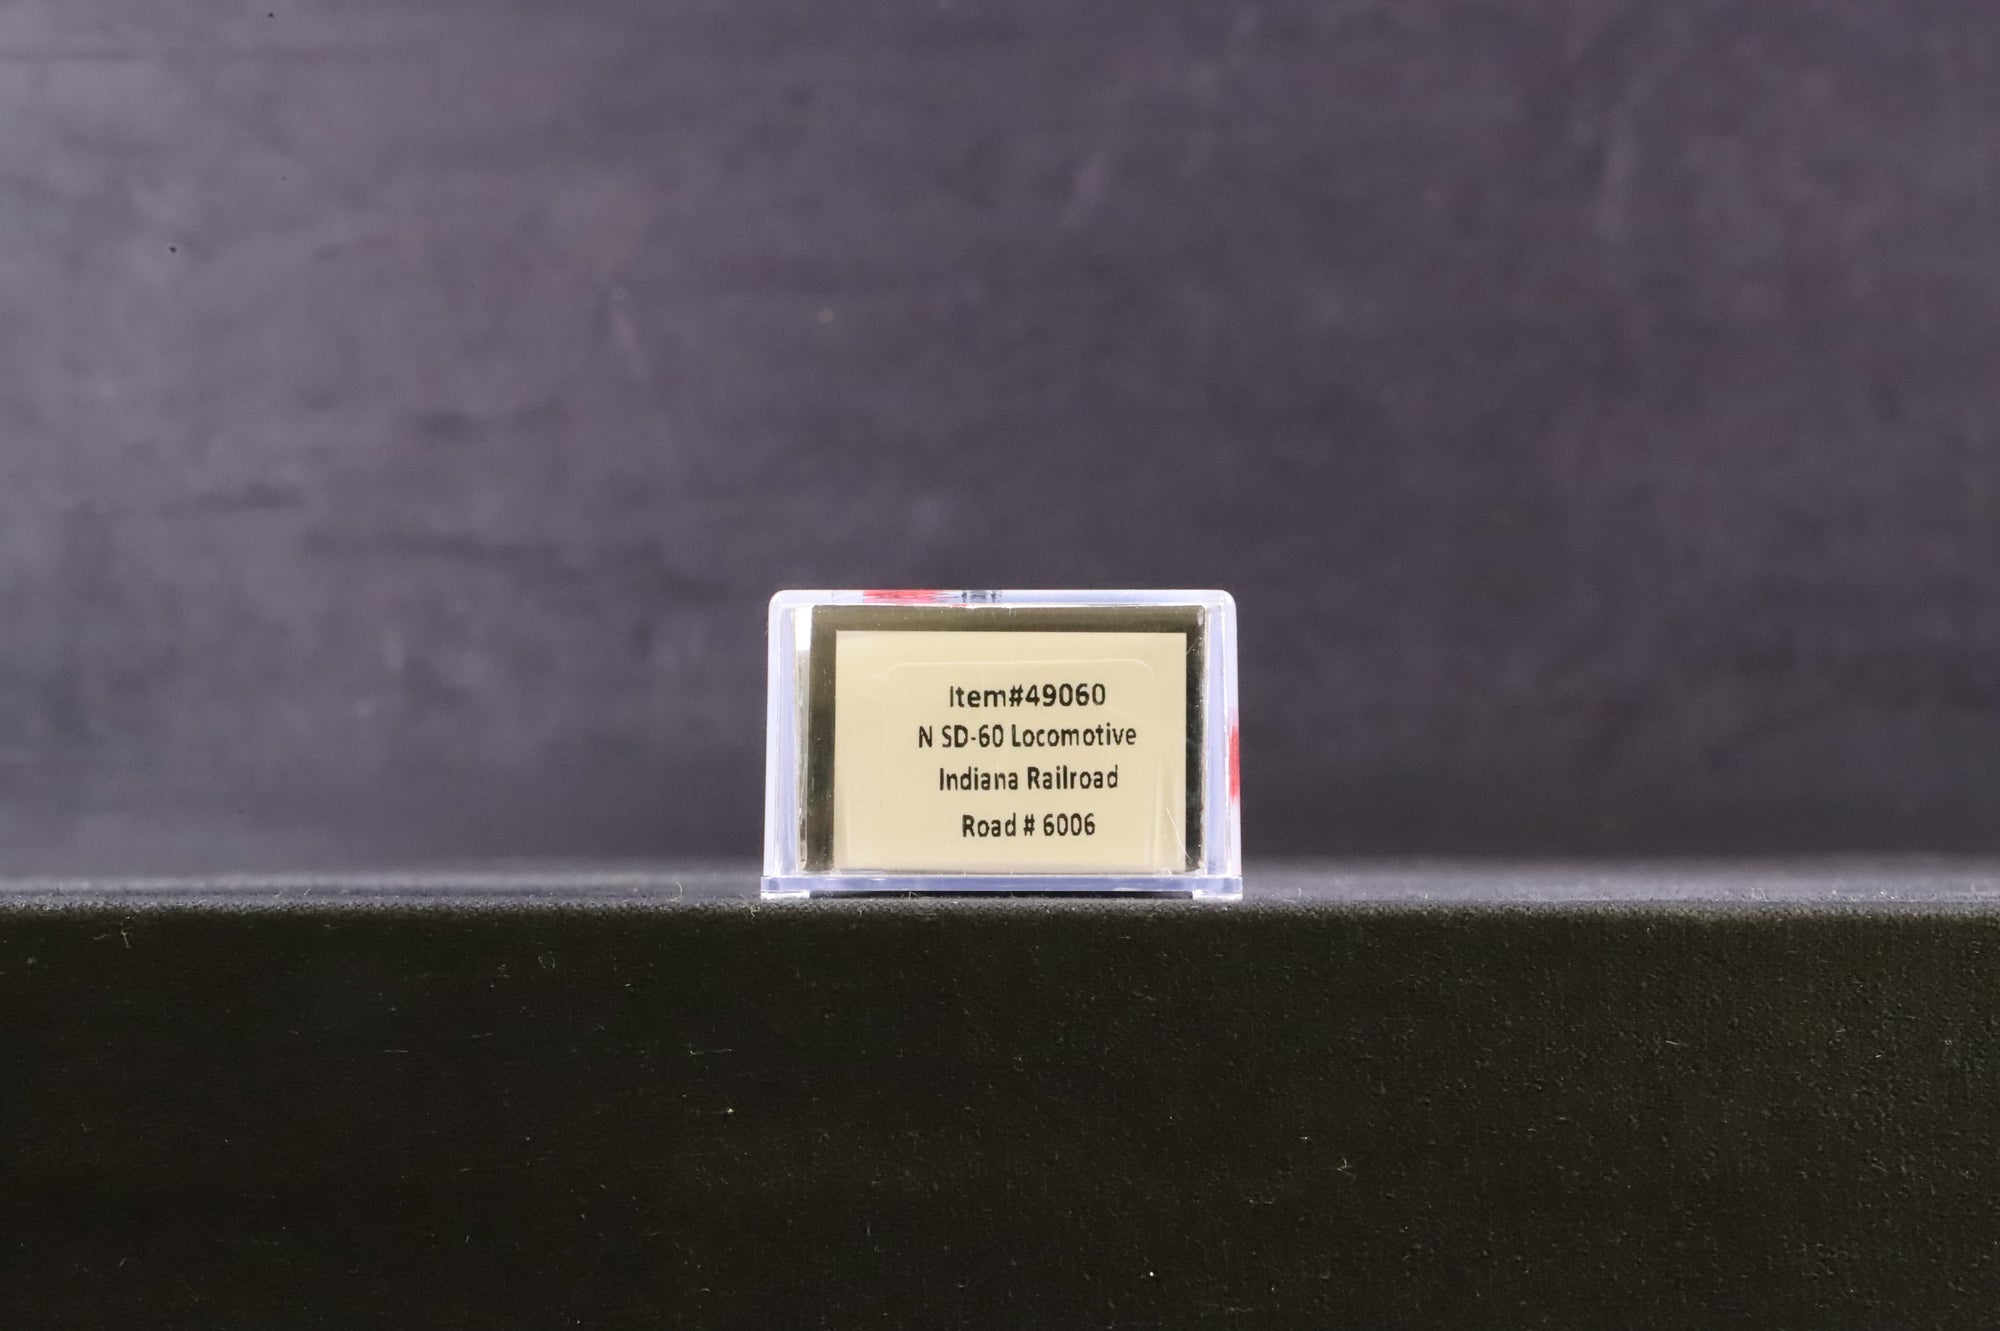 Item#49060
N SD-60 Locomotive
Indiana Railroad
Road # 6006